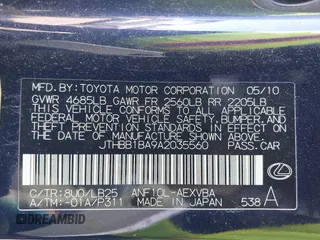 MFD.BY:TOYOTA MOTOR CORPORATION 05/10
GVWR 4685LB GAWR FR 2560LB RR 2205LB
THIS VEHICLE CONFORMS TO ALL APPLICABLE
FEDERAL MOTOR VEHICLE SAFETY, BUMPER,
AND THEFT PREVENTION STANDARDS IN EFFECT
ON THE DATE OF MANUFACTURE SHOWN ABOVE.
JTHBB1BA9A2035560 PASS.CAR
C/TR:8U0/LB25 ANF10L-AEXVBA
A/TM:-01A/P311 MADE IN JAPAN 538 A
DREAMBID